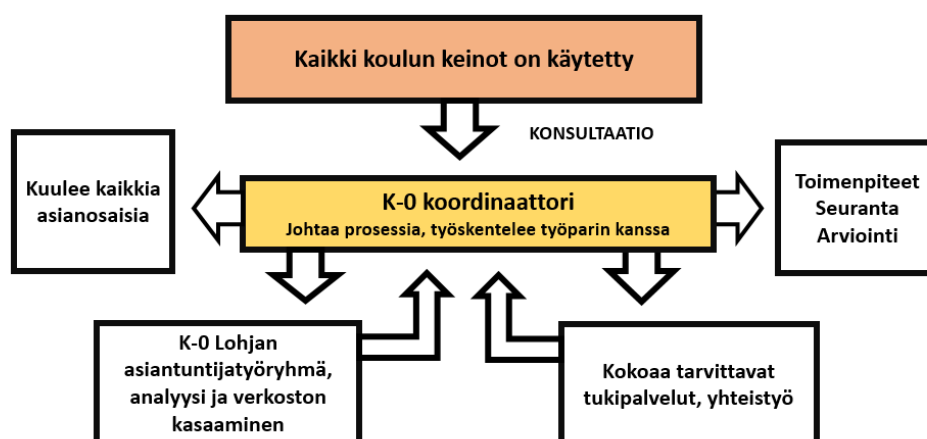 Kaikki koulun keinot on käytetty
KONSULTAATIO
Kuulee kaikkia
asianosaisia
K-0 koordinaattori
Johtaa prosessia, työskentelee työparin kanssa
Toimenpiteet
Seuranta
Arviointi
K-0 Lohjan
asiantuntijatyöryhmä,
analyysi ja verkoston
kasaaminen
Kokoaa tarvittavat
tukipalvelut, yhteistyö